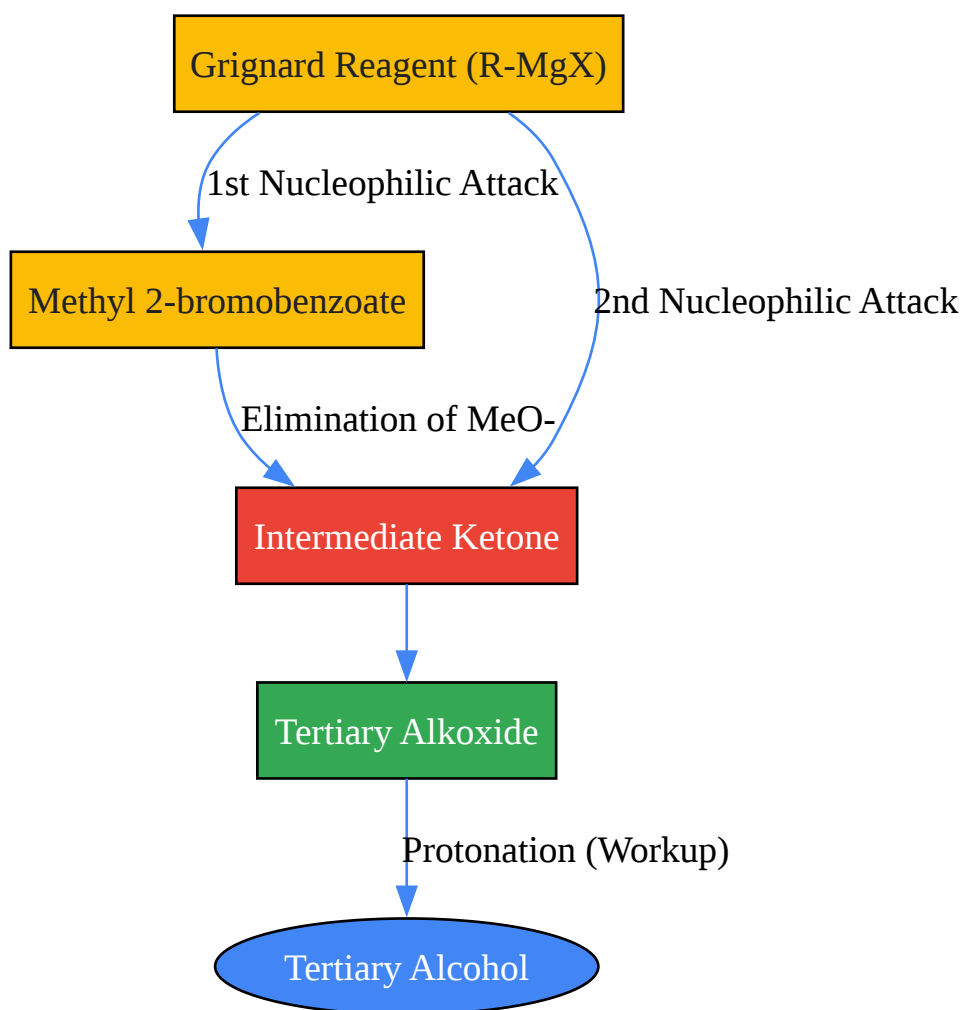 Grignard Reagent (R-MgX)
1st Nucleophilic Attack
Methyl 2-bromobenzoate
2nd Nucleophilic Attack
Elimination of MeO-
Intermediate Ketone
Tertiary Alkoxide
Protonation (Workup)
Tertiary Alcohol